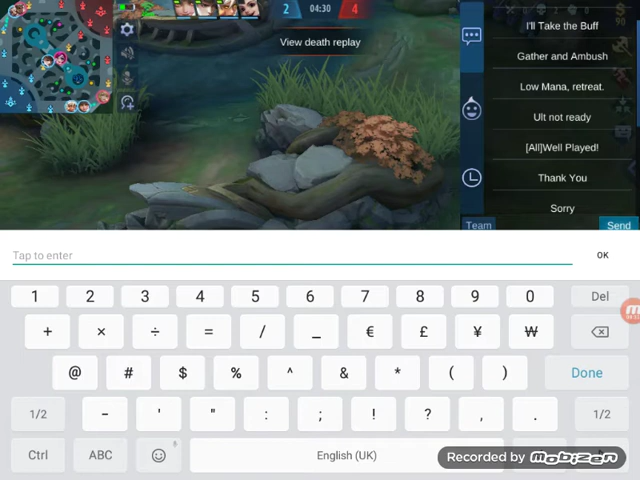 2 04:30 4
View death replay
I'll Take the Buff
Gather and Ambush
Low Mana, retreat.
Ult not ready
[All]Well Played!
Thank You
Sorry
Team Send
Tap to enter OK
1 2 3 4 5 6 7 8 9 0 Del
+ × ÷ = / _ € £ ¥ ₩
@ # $ % ^ & * ( ) Done
1/2 - ' " : ; ! ? , . 1/2
Ctrl ABC English (UK)
Recorded by Mobizen